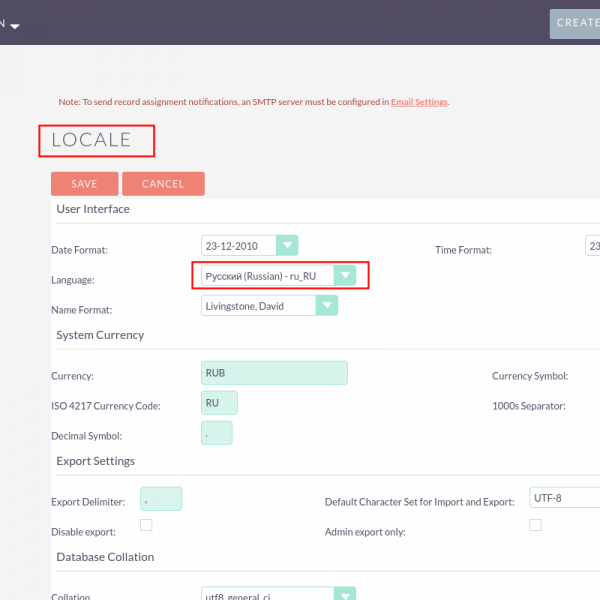 N
CREATE
Note: To send record assignment notifications, an SMTP server must be configured in Email Settings.
LOCALE
SAVE CANCEL
User Interface
Date Format: 23-12-2010 Time Format: 23
Language: Русский (Russian) - ru_RU
Name Format: Livingstone, David
System Currency
Currency: RUB Currency Symbol:
ISO 4217 Currency Code: RU 1000s Separator:
Decimal Symbol: .
Export Settings
Export Delimiter: , Default Character Set for Import and Export: UTF-8
Disable export: Admin export only:
Database Collation
Collation utf8_general_ci